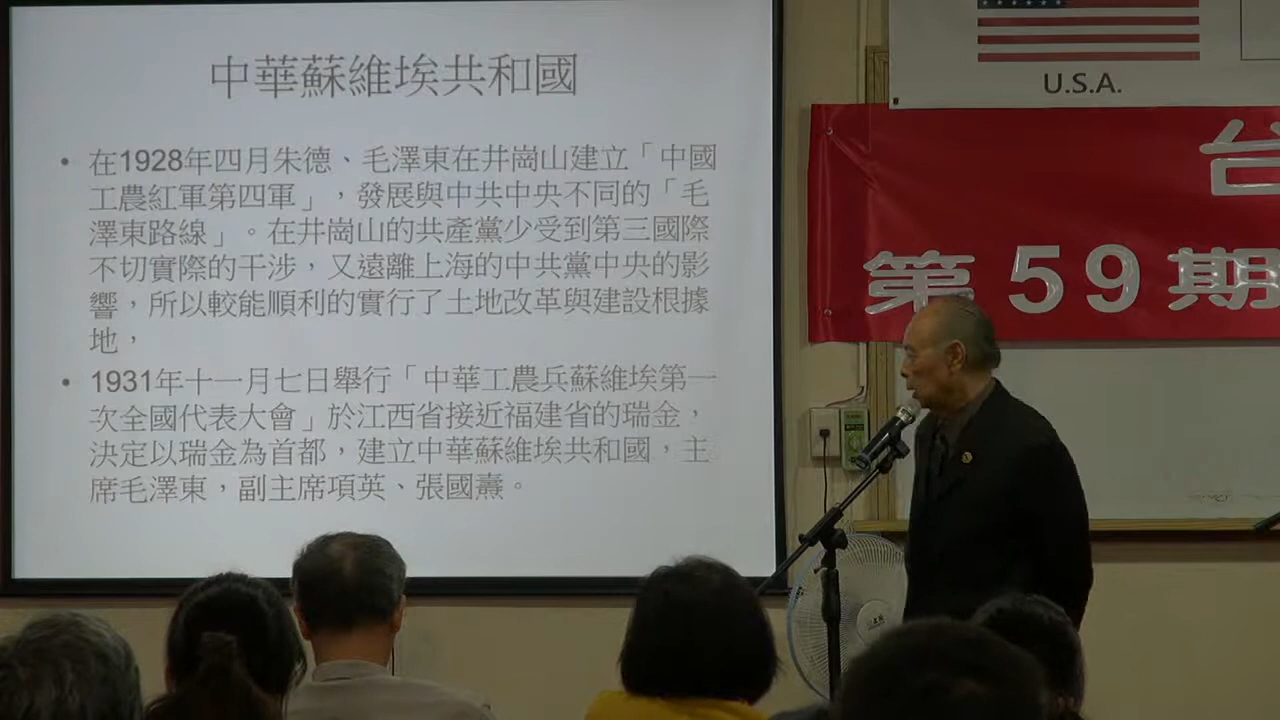 中華蘇維埃共和國
• 在1928年四月朱德、毛澤東在井崗山建立「中國
工農紅軍第四軍」，發展與中共中央不同的「毛
澤東路線」。在井崗山的共產黨少受到第三國際
不切實際的干涉，又遠離上海的中共黨中央的影
響，所以較能順利的實行了土地改革與建設根據
地，
• 1931年十一月七日舉行「中華工農兵蘇維埃第一
次全國代表大會」於江西省接近福建省的瑞金，
決定以瑞金為首都，建立中華蘇維埃共和國，主
席毛澤東，副主席項英、張國燾。
U.S.A.
台
第59期